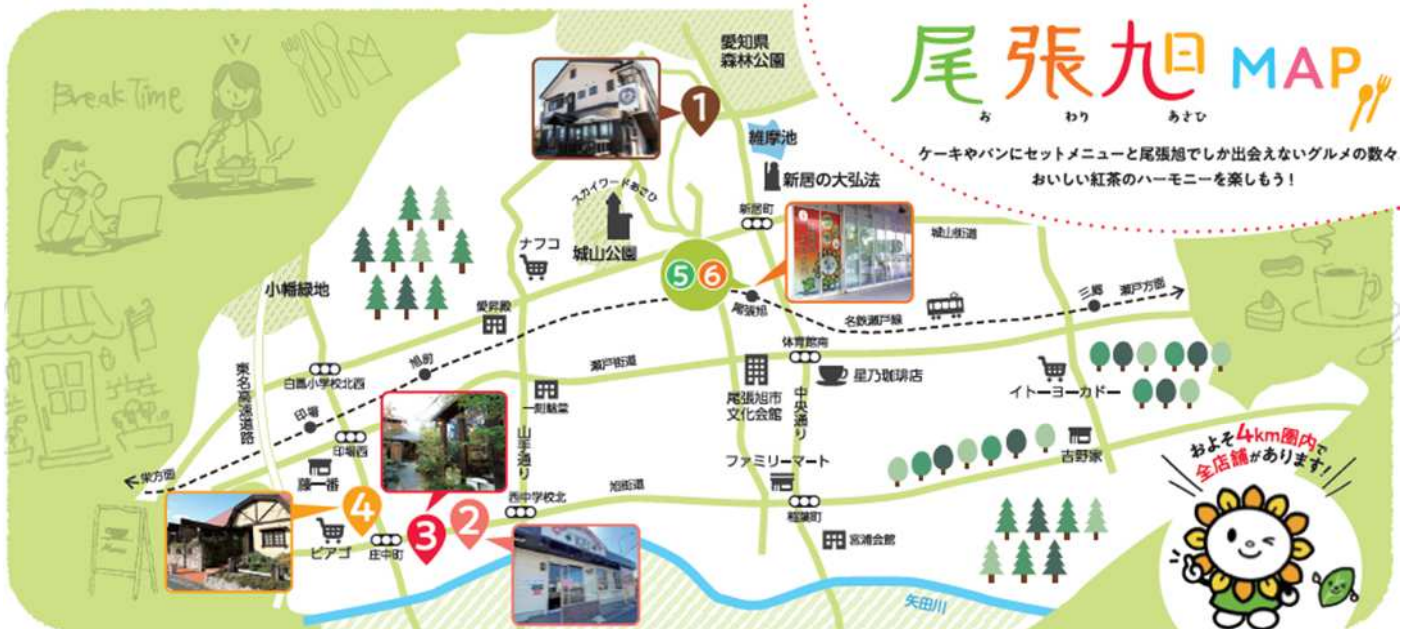 尾張旭 MAP
お わり あさひ
ケーキやパンにセットメニューと尾張旭でしか出会えないグルメの数々
おいしい紅茶のハーモニーを楽しもう!
Break Time
愛知県
森林公園
1
維摩池
新居の大弘法
スカイワードあさひ
城山公園
新居町
城山街道
ナフコ
小幡緑地
愛昇殿
5 6
尾張旭
名鉄瀬戸線
三郷
瀬戸方面
旭前
瀬戸街道
体育館南
東名高速道路
白鳳小学校北西
一刻魁堂
尾張旭市
文化会館
星乃珈琲店
中央通り
イトーヨーカドー
印場
印場西
山手通り
ファミリーマート
吉野家
およそ4km圏内で
全店舗があります!
栄方面
藤一番
西中学校北
旭街道
稲葉町
4
3
2
ピアゴ
庄中町
宮浦会館
矢田川